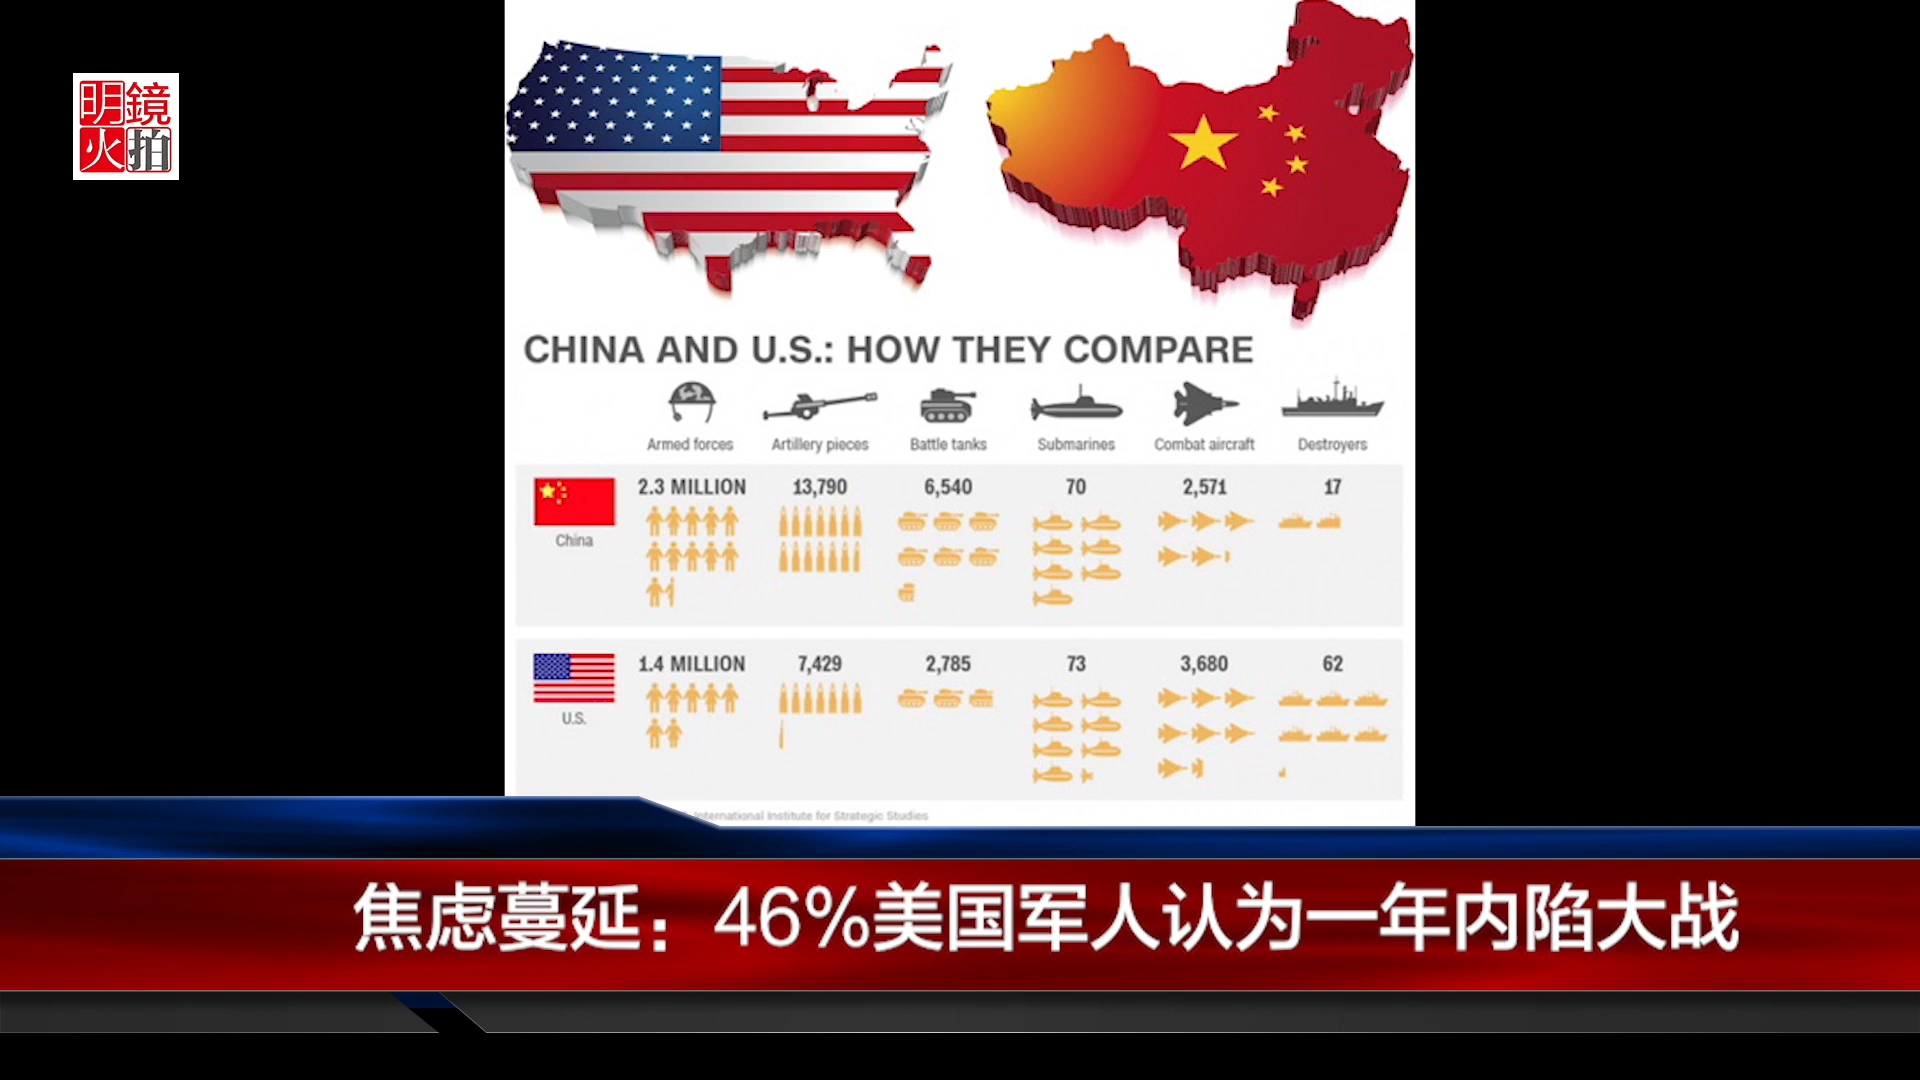 明鏡
火拍
CHINA AND U.S.: HOW THEY COMPARE
Armed forces Artillery pieces Battle tanks Submarines Combat aircraft Destroyers
2.3 MILLION 13,790 6,540 70 2,571 17
China
1.4 MILLION 7,429 2,785 73 3,680 62
U.S.
International Institute for Strategic Studies
焦虑蔓延：46%美国军人认为一年内陷大战